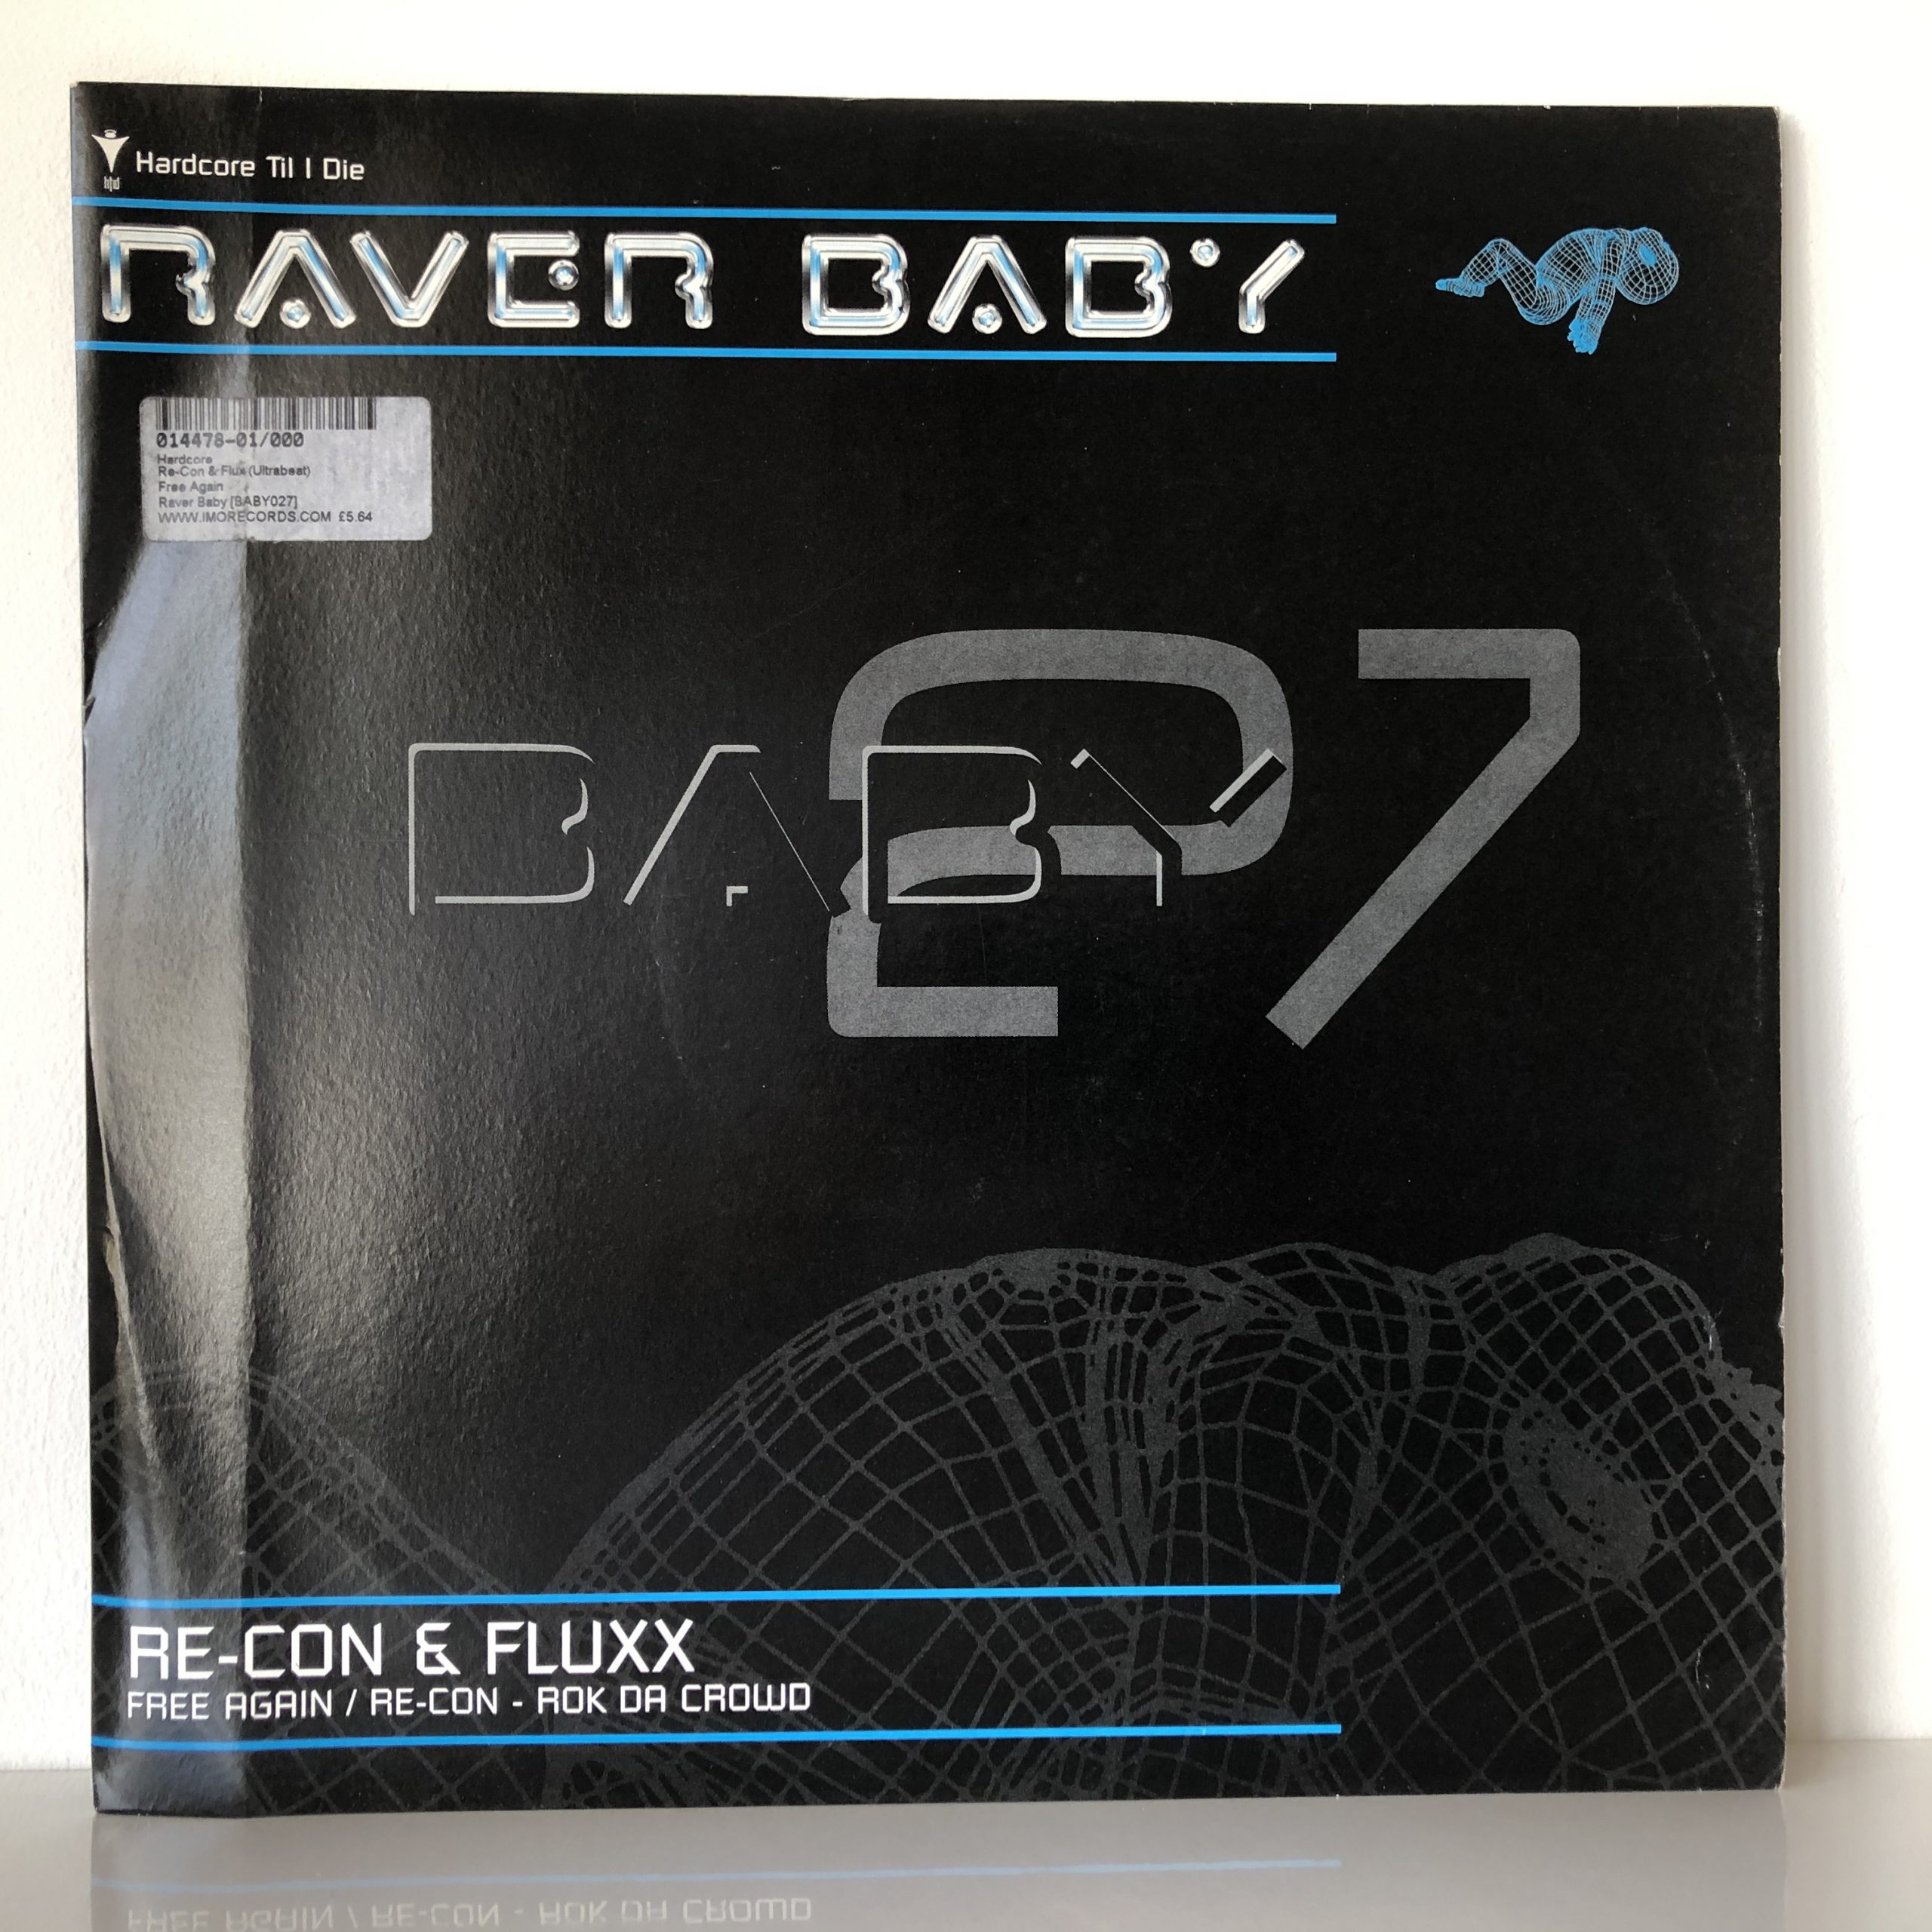 Hardcore Til I Die
htid
RAVER BABY
014478-01/000
Hardcore
Re-Con & Flux (Ultrabeat)
Free Again
Raver Baby [BABY027]
WWW.IMORECORDS.COM £5.64
27
BABY
RE-CON & FLUXX
FREE AGAIN / RE-CON - ROK DA CROWD